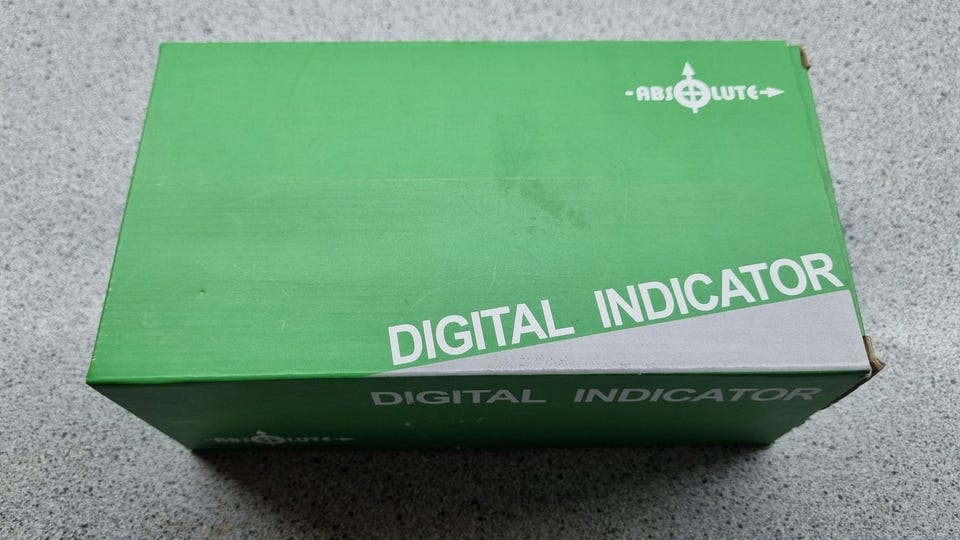 -ABSOLUTE
DIGITAL INDICATOR
DIGITAL INDICATOR
-ABSOLUTE